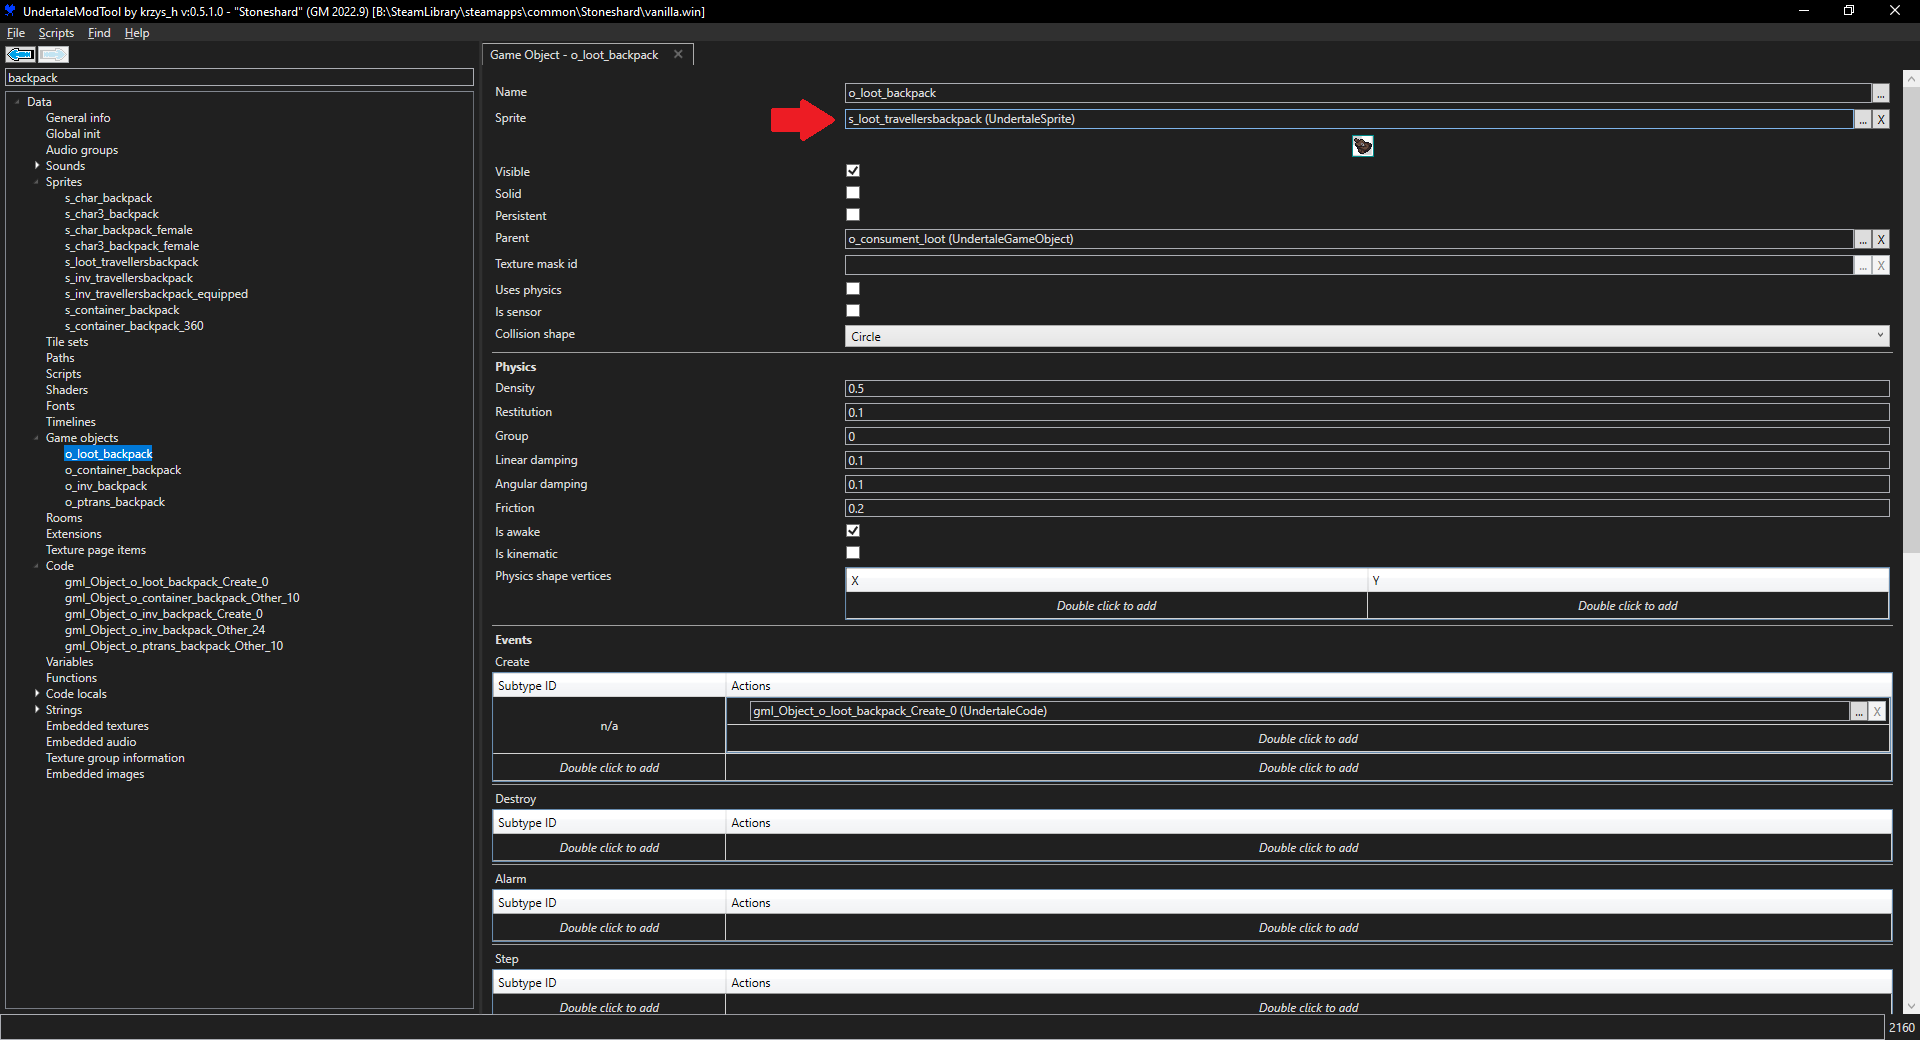 UndertaleModTool by krzys_h v:0.5.1.0 - "Stoneshard" (GM 2022.9) [B:\SteamLibrary\steamapps\common\Stoneshard\vanilla.win]
File Scripts Find Help
backpack
Data
General info
Global init
Audio groups
Sounds
Sprites
s_char_backpack
s_char3_backpack
s_char_backpack_female
s_char3_backpack_female
s_loot_travellersbackpack
s_inv_travellersbackpack
s_inv_travellersbackpack_equipped
s_container_backpack
s_container_backpack_360
Tile sets
Paths
Scripts
Shaders
Fonts
Timelines
Game objects
o_loot_backpack
o_container_backpack
o_inv_backpack
o_ptrans_backpack
Rooms
Extensions
Texture page items
Code
gml_Object_o_loot_backpack_Create_0
gml_Object_o_container_backpack_Other_10
gml_Object_o_inv_backpack_Create_0
gml_Object_o_inv_backpack_Other_24
gml_Object_o_ptrans_backpack_Other_10
Variables
Functions
Code locals
Strings
Embedded textures
Embedded audio
Texture group information
Embedded images
Game Object - o_loot_backpack
Name o_loot_backpack ...
Sprite s_loot_travellersbackpack (UndertaleSprite) ... X
Visible
Solid
Persistent
Parent o_consument_loot (UndertaleGameObject) ... X
Texture mask id ... X
Uses physics
Is sensor
Collision shape Circle
Physics
Density 0.5
Restitution 0.1
Group 0
Linear damping 0.1
Angular damping 0.1
Friction 0.2
Is awake
Is kinematic
Physics shape vertices X Y
Double click to add Double click to add
Events
Create
Subtype ID Actions
n/a gml_Object_o_loot_backpack_Create_0 (UndertaleCode) ... X
Double click to add
Double click to add Double click to add
Destroy
Subtype ID Actions
Double click to add Double click to add
Alarm
Subtype ID Actions
Double click to add Double click to add
Step
Subtype ID Actions
Double click to add Double click to add
2160